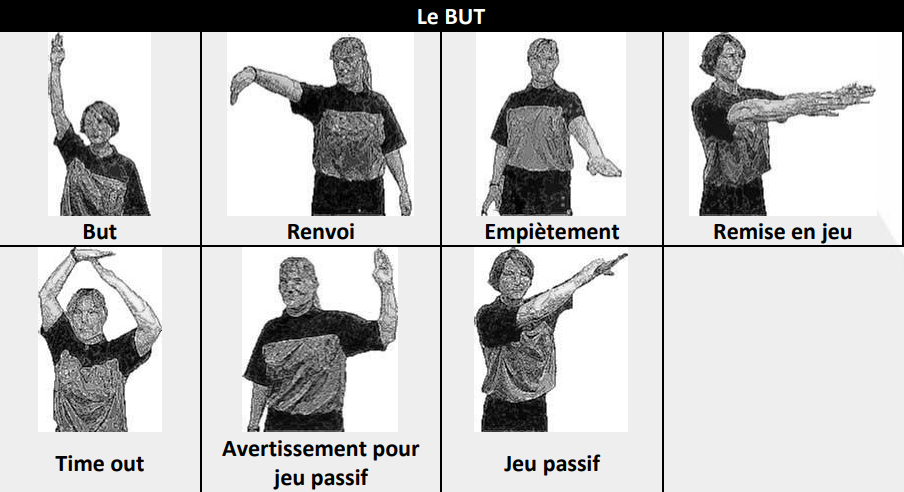 Le BUT
But
Renvoi
Empiètement
Remise en jeu
Time out
Avertissement pour
jeu passif
Jeu passif